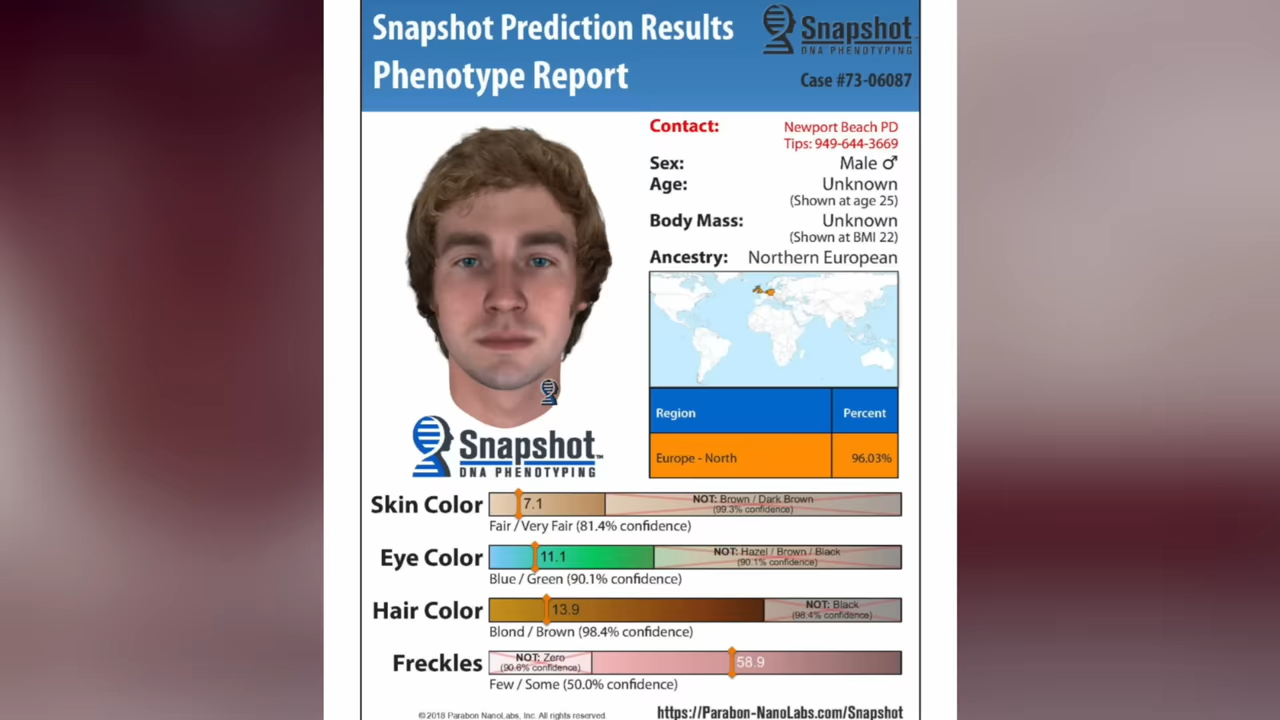 Snapshot Prediction Results
Phenotype Report
Snapshot
DNA PHENOTYPING
Case #73-06087
Contact: Newport Beach PD
Tips: 949-644-3669
Sex: Male ♂
Age: Unknown
(Shown at age 25)
Body Mass: Unknown
(Shown at BMI 22)
Ancestry: Northern European
Region Percent
Europe - North 96.03%
Snapshot™
DNA PHENOTYPING
Skin Color 7.1 NOT: Brown / Dark Brown
(99.3% confidence)
Fair / Very Fair (81.4% confidence)
Eye Color 11.1 NOT: Hazel / Brown / Black
(90.1% confidence)
Blue / Green (90.1% confidence)
Hair Color 13.9 NOT: Black
(98.4% confidence)
Blond / Brown (98.4% confidence)
Freckles NOT: Zero 58.9
(90.6% confidence)
Few / Some (50.0% confidence)
©2018 Parabon NanoLabs, Inc. All rights reserved.
https://Parabon-NanoLabs.com/Snapshot